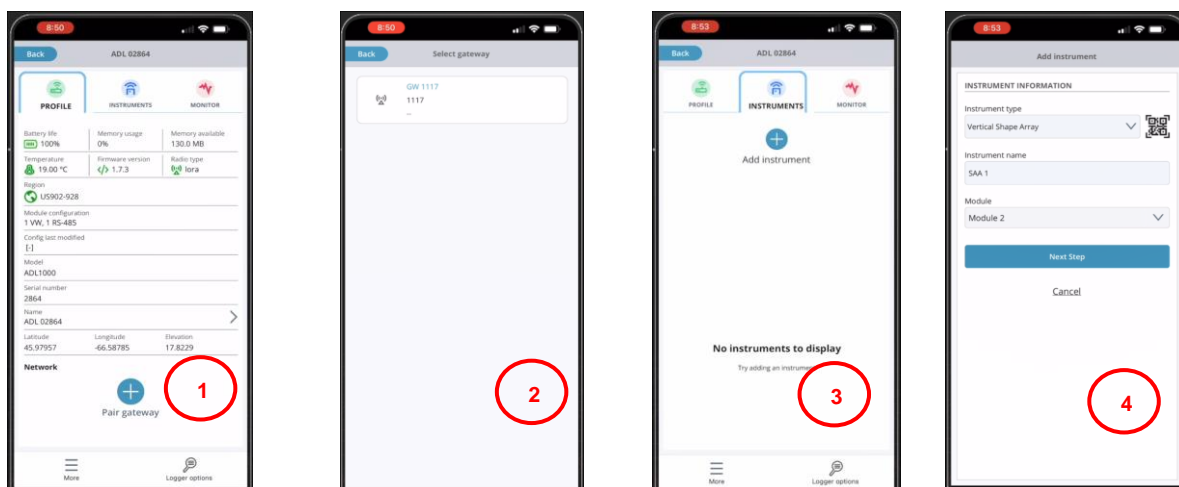 8:50
Back ADL 02864
PROFILE INSTRUMENTS MONITOR
Battery life Memory usage Memory available
100% 0% 130.0 MB
Temperature Firmware version Radio type
19.00 °C </> 1.7.3 lora
Region
US902-928
Module configuration
1 VW, 1 RS-485
Config last modified
[-]
Model
ADL1000
Serial number
2864
Name
ADL 02864
Latitude Longitude Elevation
45.97957 -66.58785 17.8229
Network
Pair gateway
1
More Logger options
8:50
Back Select gateway
GW 1117
1117
--
2
8:53
Back ADL 02864
PROFILE INSTRUMENTS MONITOR
Add instrument
No instruments to display
Try adding an instrumen
3
More Logger options
8:53
Add instrument
INSTRUMENT INFORMATION
Instrument type
Vertical Shape Array
Instrument name
SAA 1
Module
Module 2
Next Step
Cancel
4